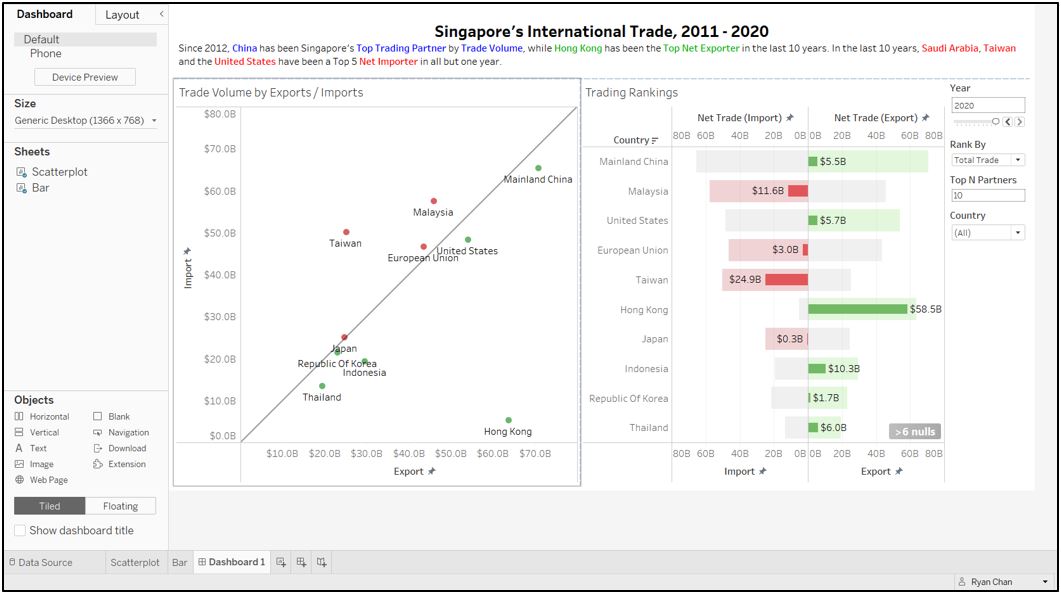 Dashboard
Layout
Default
Phone
Device Preview
Size
Generic Desktop (1366 x 768)
Sheets
Scatterplot
Bar
Objects
Horizontal
Blank
Vertical
Navigation
A Text
Download
Image
Extension
Web Page
Tiled
Floating
Show dashboard title
Singapore's International Trade, 2011 - 2020
Since 2012, China has been Singapore's Top Trading Partner by Trade Volume, while Hong Kong has been the Top Net Exporter in the last 10 years. In the last 10 years, Saudi Arabia, Taiwan
and the United States have been a Top 5 Net Importer in all but one year.
Trade Volume by Exports / Imports
$80.0B
$70.0B
$60.0B
$50.0B
$40.0B
$30.0B
$20.0B
$10.0B
$0.0B
Import
Mainland China
Malaysia
Taiwan
United States
European Union
Japan
Republic Of Korea
Indonesia
Thailand
Hong Kong
$10.0B $20.0B $30.0B $40.0B $50.0B $60.0B $70.0B
Export
Trading Rankings
Net Trade (Import)
Net Trade (Export)
Country
80B 60B 40B 20B 0B 0B 20B 40B 60B 80B
Mainland China $5.5B
Malaysia $11.6B
United States $5.7B
European Union $3.0B
Taiwan $24.9B
Hong Kong $58.5B
Japan $0.3B
Indonesia $10.3B
Republic Of Korea $1.7B
Thailand $6.0B
>6 nulls
80B 60B 40B 20B 0B 0B 20B 40B 60B 80B
Import
Export
Year
2020
Rank By
Total Trade
Top N Partners
10
Country
(All)
Data Source
Scatterplot
Bar
Dashboard 1
Ryan Chan